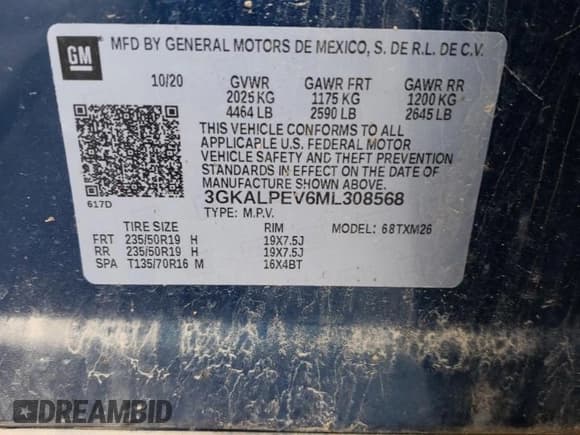 GM MFD BY GENERAL MOTORS DE MEXICO, S. DE R.L. DE C.V.
10/20 GVWR GAWR FRT GAWR RR
2025 KG 1175 KG 1200 KG
4464 LB 2590 LB 2645 LB
THIS VEHICLE CONFORMS TO ALL
APPLICABLE U.S. FEDERAL MOTOR
VEHICLE SAFETY AND THEFT PREVENTION
STANDARDS IN EFFECT ON THE DATE OF
MANUFACTURE SHOWN ABOVE.
617D 3GKALPEV6ML308568
TYPE: M.P.V. MODEL: 68TXM26
TIRE SIZE RIM
FRT 235/50R19 H 19X7.5J
RR 235/50R19 H 19X7.5J
SPA T135/70R16 M 16X4BT
DREAMBID